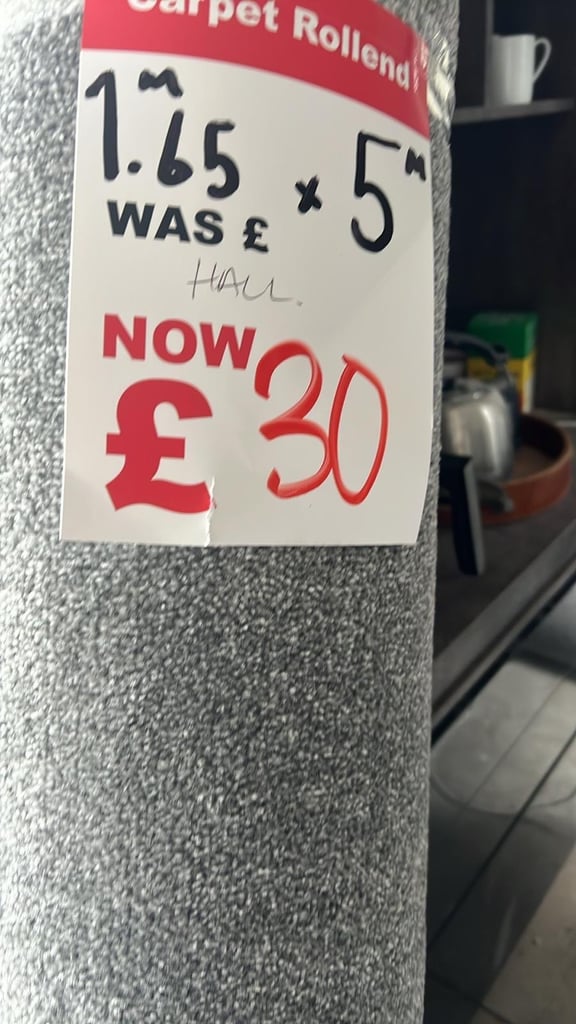 Carpet Rollend
1.65ᵐ x 5ᵐ
WAS £
HALL.
NOW
£ 30